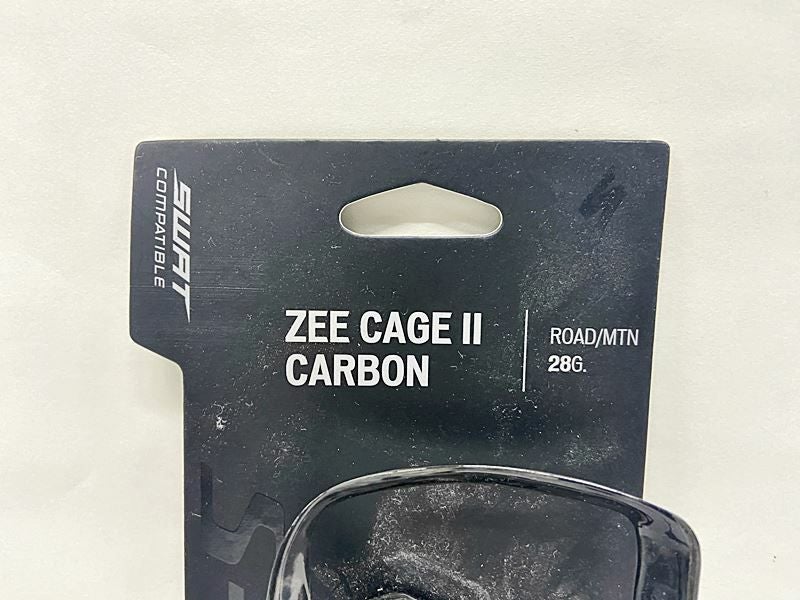 SWAT
COMPATIBLE
ZEE CAGE II
CARBON
ROAD/MTN
28G.